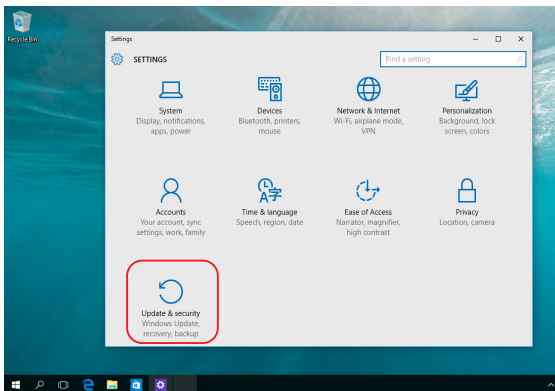 Recycle Bin
Settings
SETTINGS
Find a setting
System
Display, notifications,
apps, power
Devices
Bluetooth, printers,
mouse
Network & Internet
Wi-Fi, airplane mode,
VPN
Personalization
Background, lock
screen, colors
Accounts
Your account, sync
settings, work, family
Time & language
Speech, region, date
Ease of Access
Narrator, magnifier,
high contrast
Privacy
Location, camera
Update & security
Windows Update,
recovery, backup